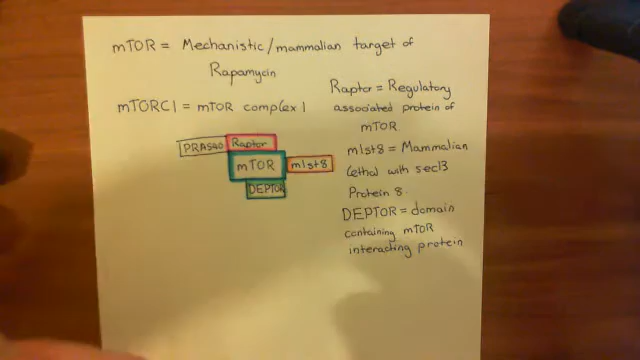 mTOR = Mechanistic/mammalian target of
Rapamycin
mTORC1 = mTOR complex 1
PRAS40
Raptor
mTOR
mlst8
DEPTOR
Raptor = Regulatory
associated protein of
mTOR
mlst8 = Mammalian
lethal with sec13
Protein 8.
DEPTOR = domain
containing mTOR
interacting protein